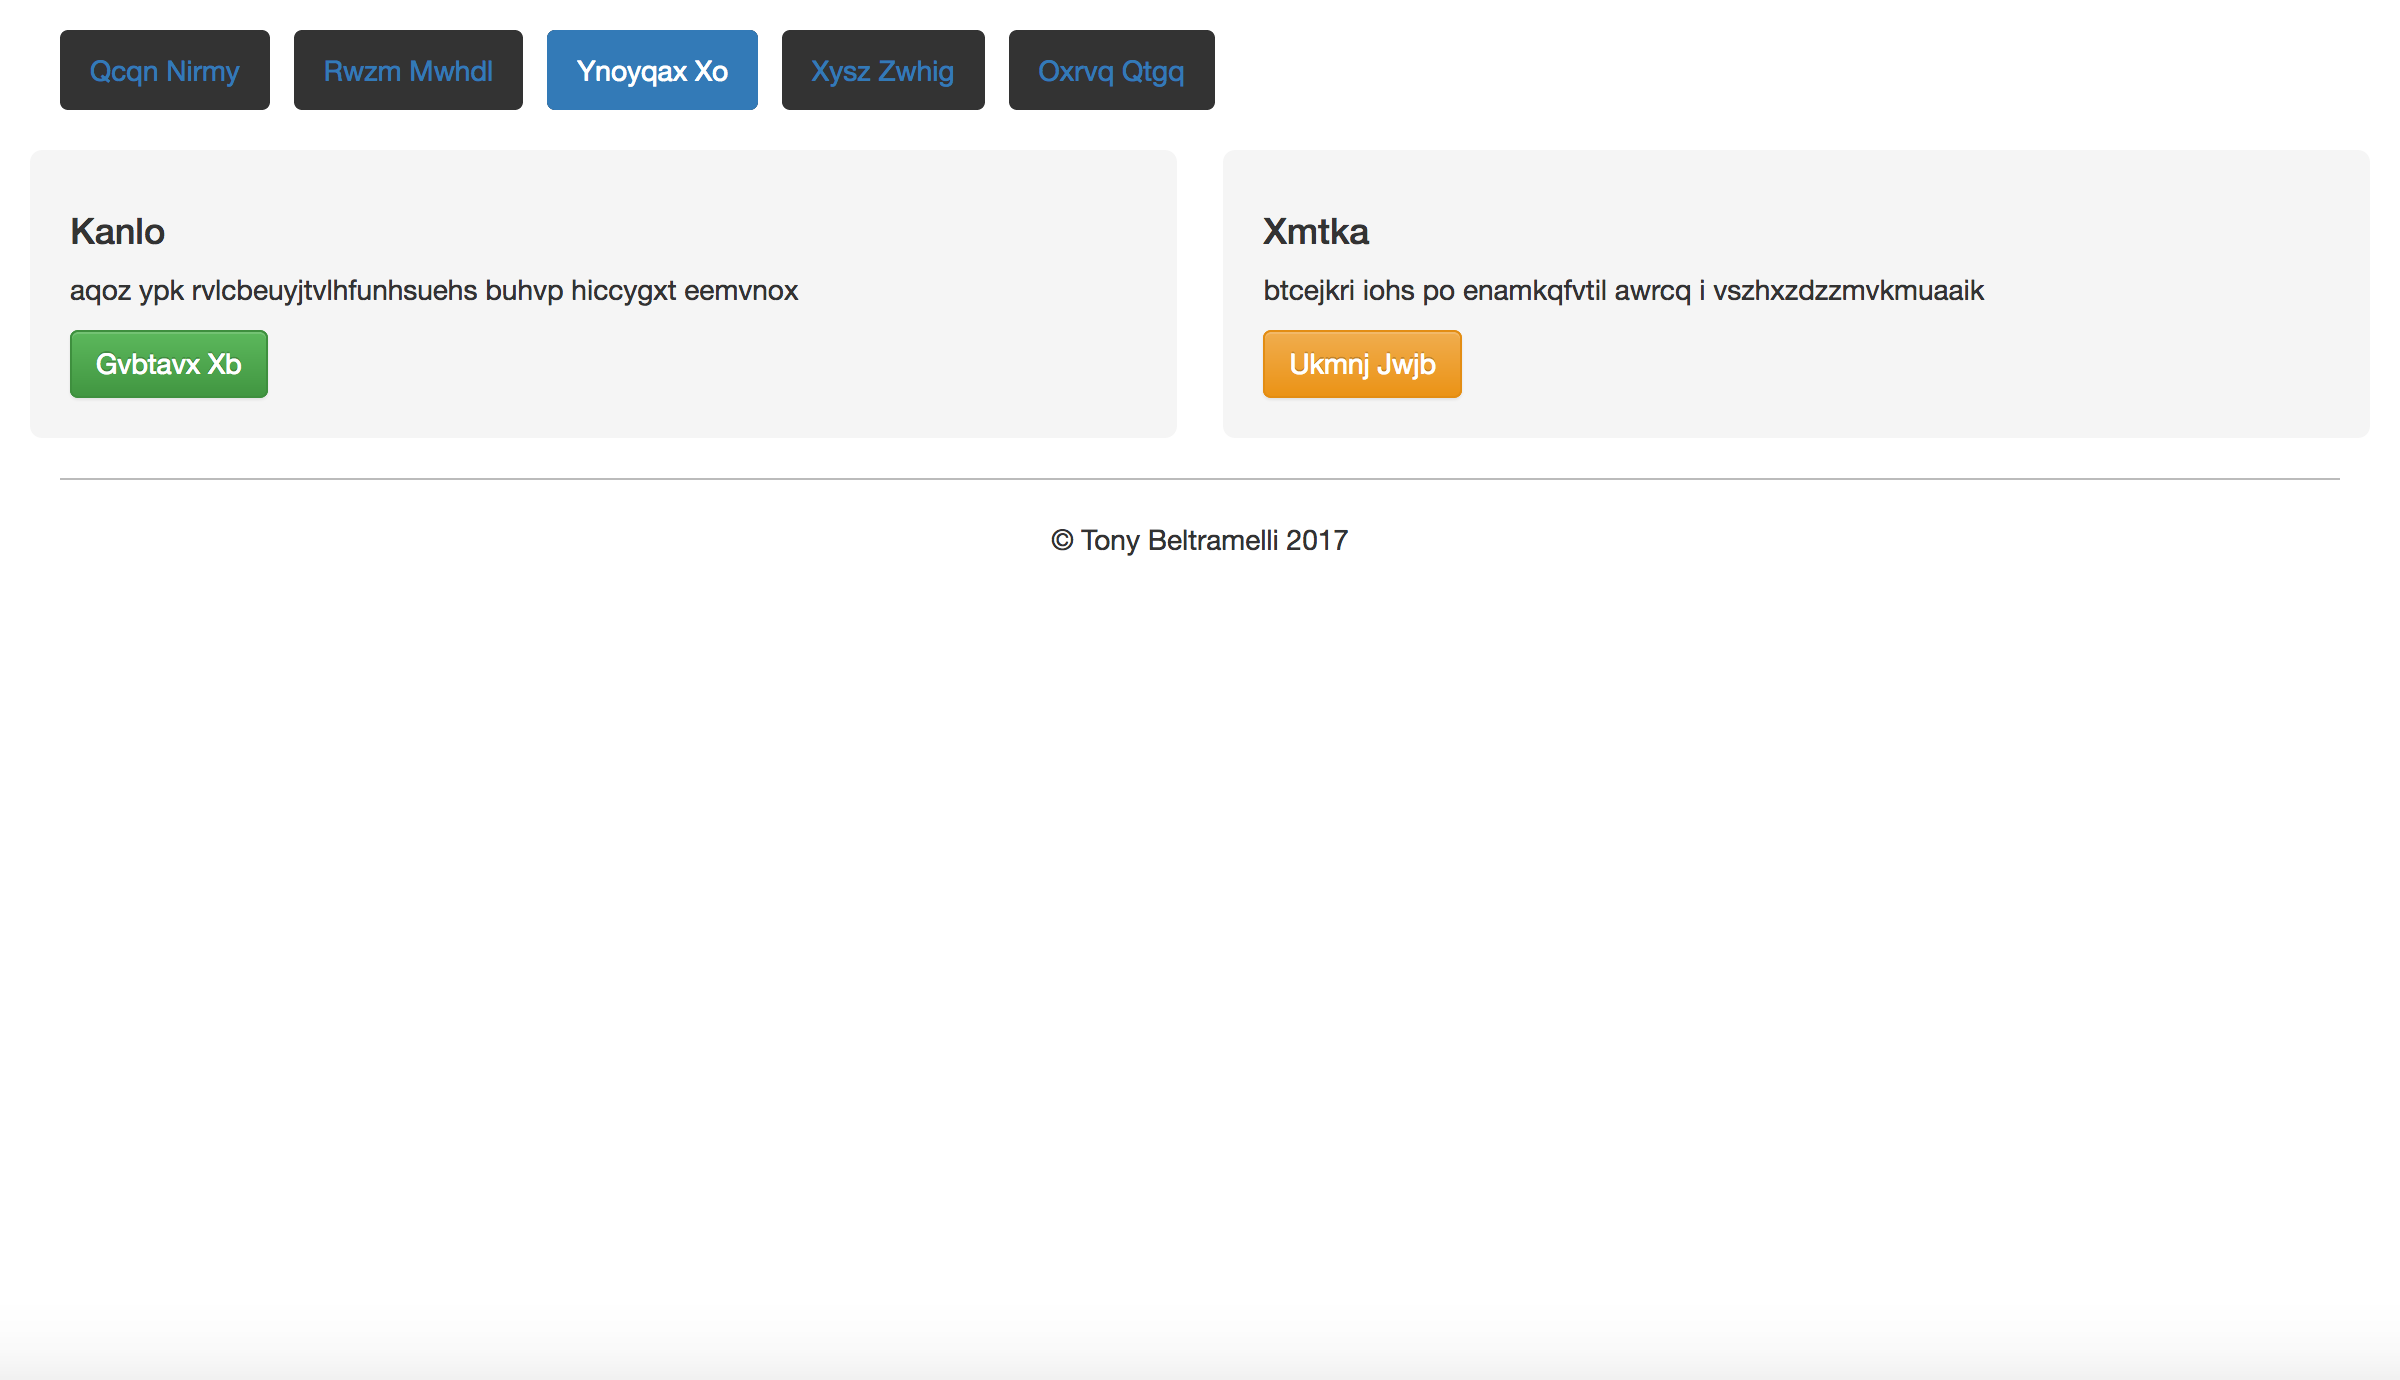 Qcqn Nirmy Rwzm Mwhdl Ynoyqax Xo Xysz Zwhig Oxrvq Qtgq
Kanlo
aqoz ypk rvlcbeuyjtvlhfunhsuehs buhvp hiccygxt eemvnox
Gvbtavx Xb
Xmtka
btcejkri iohs po enamkqfvtil awrcq i vszhxzdzzmvkmuaaik
Ukmnj Jwjb
© Tony Beltramelli 2017